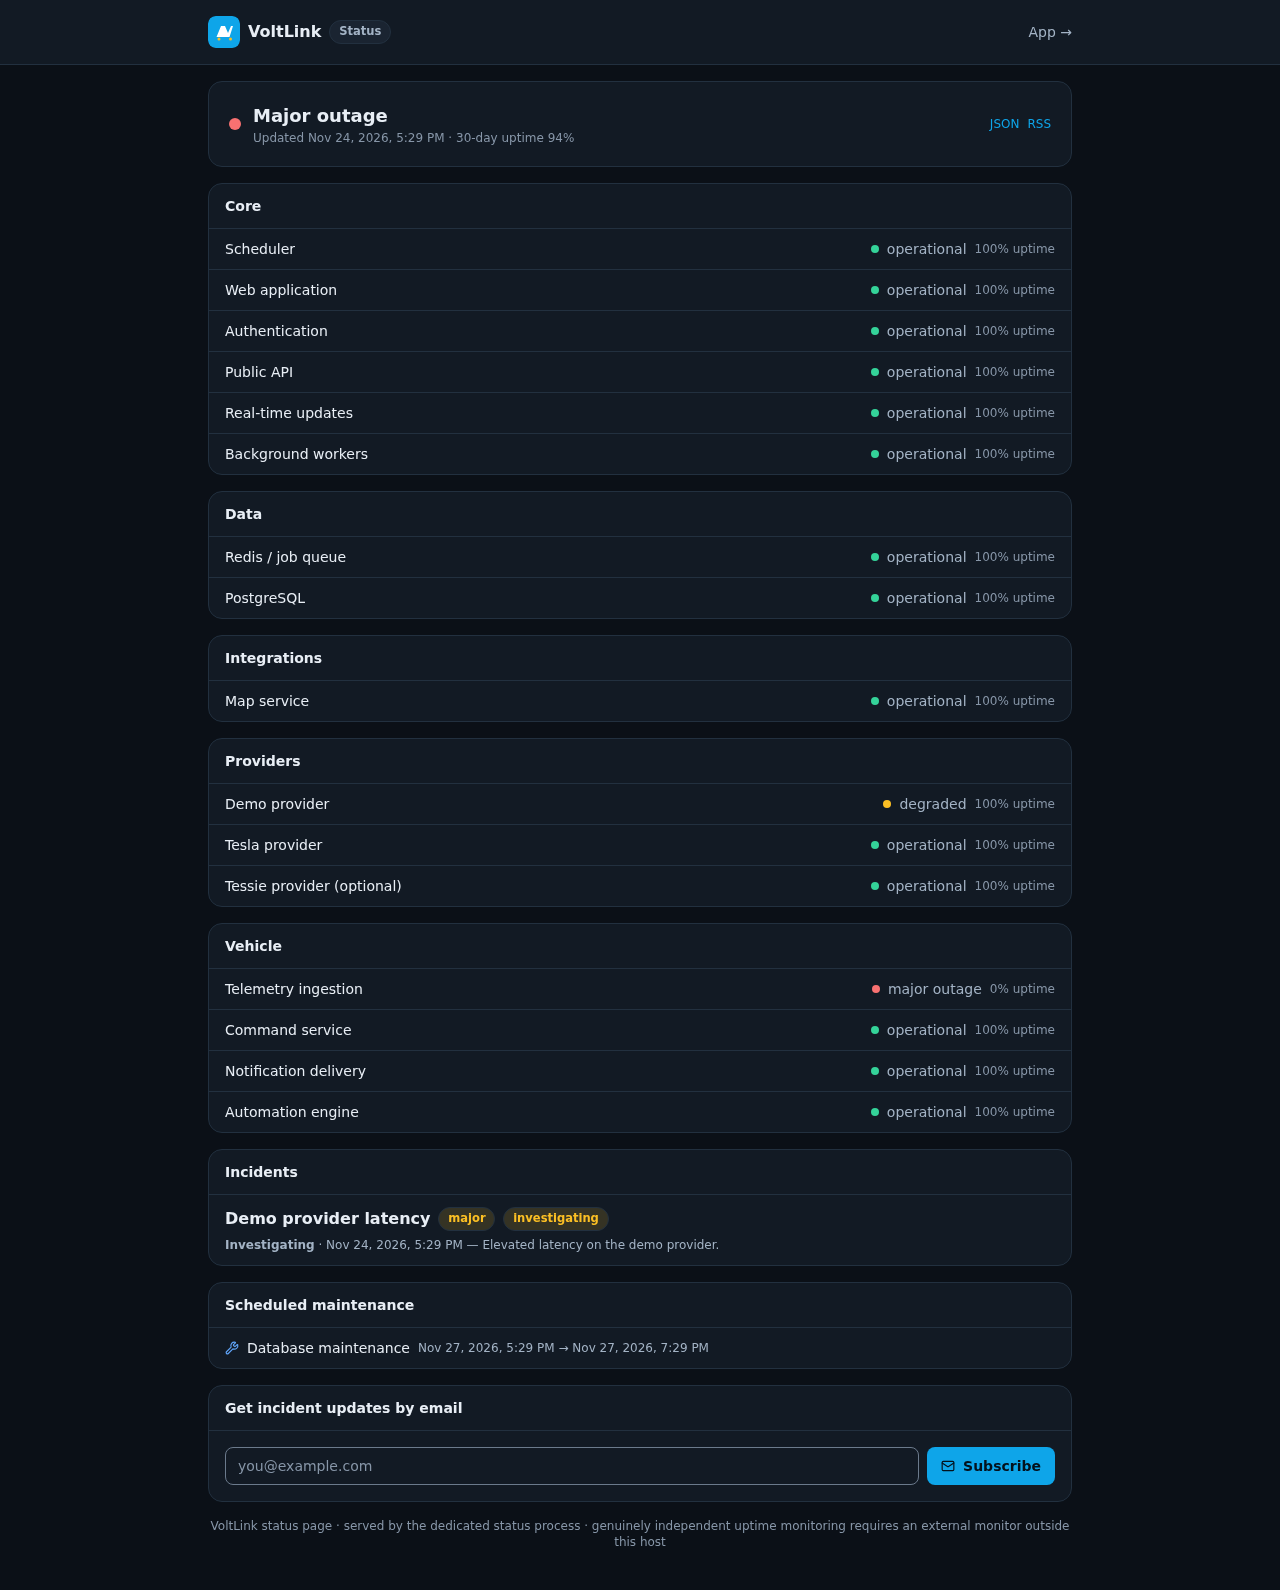 VoltLink Status App →
Major outage
Updated Nov 24, 2026, 5:29 PM · 30-day uptime 94%
JSON RSS
Core
Scheduler operational 100% uptime
Web application operational 100% uptime
Authentication operational 100% uptime
Public API operational 100% uptime
Real-time updates operational 100% uptime
Background workers operational 100% uptime
Data
Redis / job queue operational 100% uptime
PostgreSQL operational 100% uptime
Integrations
Map service operational 100% uptime
Providers
Demo provider degraded 100% uptime
Tesla provider operational 100% uptime
Tessie provider (optional) operational 100% uptime
Vehicle
Telemetry ingestion major outage 0% uptime
Command service operational 100% uptime
Notification delivery operational 100% uptime
Automation engine operational 100% uptime
Incidents
Demo provider latency major investigating
Investigating · Nov 24, 2026, 5:29 PM — Elevated latency on the demo provider.
Scheduled maintenance
Database maintenance Nov 27, 2026, 5:29 PM → Nov 27, 2026, 7:29 PM
Get incident updates by email
you@example.com Subscribe
VoltLink status page · served by the dedicated status process · genuinely independent uptime monitoring requires an external monitor outside
this host